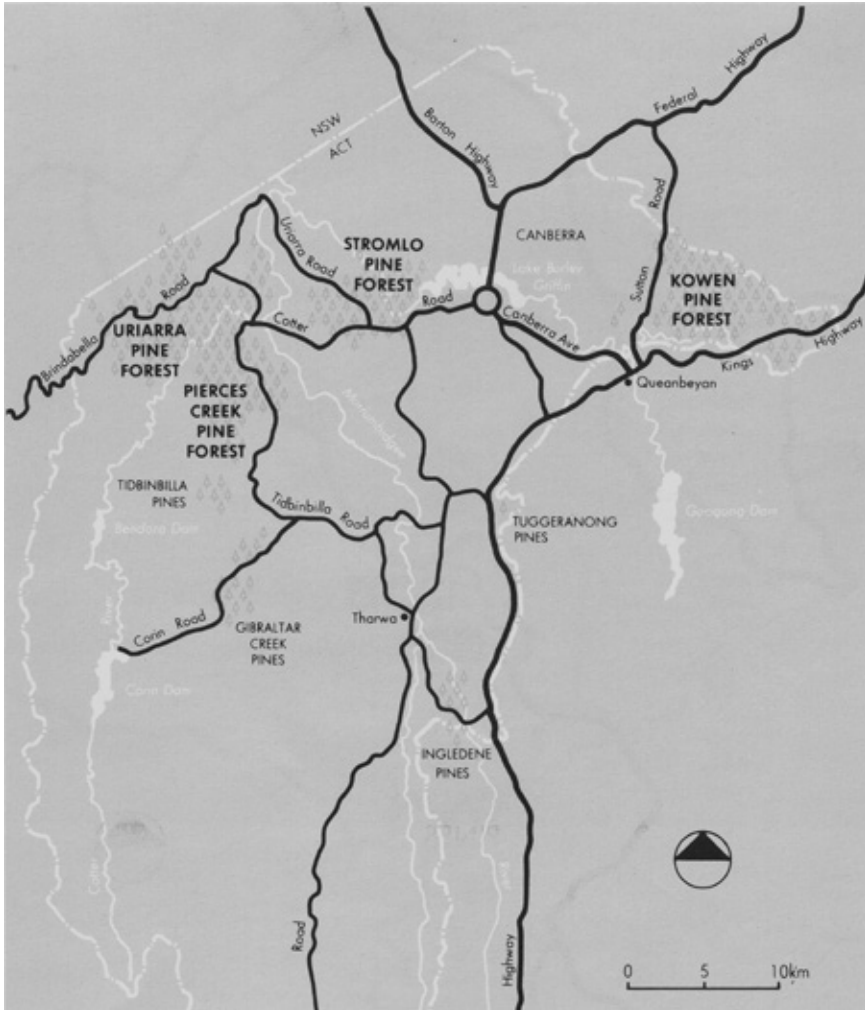 NSW
ACT
Barton Highway
Federal Highway
Sutton Road
CANBERRA
Lake Burley
Griffin
STROMLO
PINE
FOREST
Uriarra Road
KOWEN
PINE
FOREST
Brindabella Road
URIARRA
PINE
FOREST
Cotter Road
Canberra Ave
Kings Highway
Queanbeyan
PIERCES
CREEK
PINE
FOREST
Murrumbidgee
TIDBINBILLA
PINES
Bendora Dam
Tidbinbilla Road
TUGGERANONG
PINES
Googong Dam
Corin Road
River
GIBRALTAR
CREEK
PINES
Tharwa
Corin Dam
INGLEDENE
PINES
Cotter
River
Road
Highway
0 5 10km